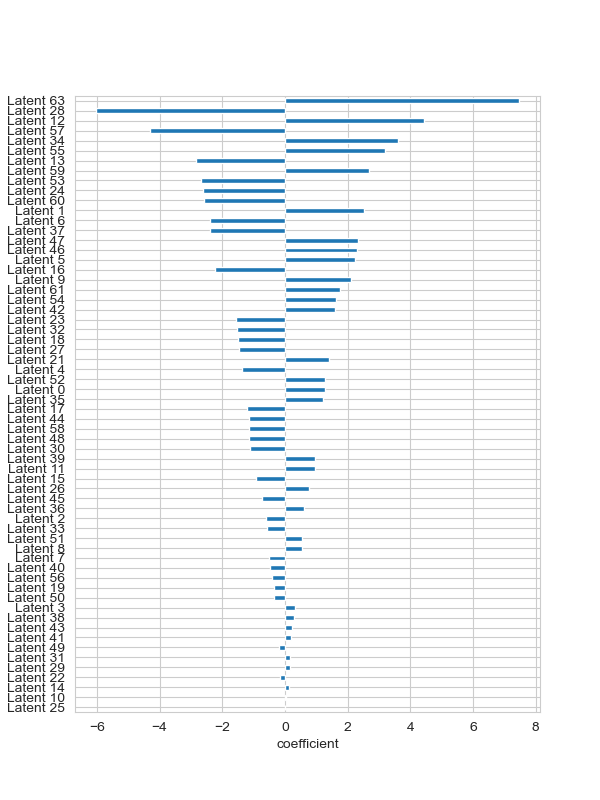 Latent 63
Latent 28
Latent 12
Latent 57
Latent 34
Latent 55
Latent 13
Latent 59
Latent 53
Latent 24
Latent 60
Latent 1
Latent 6
Latent 37
Latent 47
Latent 46
Latent 5
Latent 16
Latent 9
Latent 61
Latent 54
Latent 42
Latent 23
Latent 32
Latent 18
Latent 27
Latent 21
Latent 4
Latent 52
Latent 0
Latent 35
Latent 17
Latent 44
Latent 58
Latent 48
Latent 30
Latent 39
Latent 11
Latent 15
Latent 26
Latent 45
Latent 36
Latent 2
Latent 33
Latent 51
Latent 8
Latent 7
Latent 40
Latent 56
Latent 19
Latent 50
Latent 3
Latent 38
Latent 43
Latent 41
Latent 49
Latent 31
Latent 29
Latent 22
Latent 14
Latent 10
Latent 25
−6 −4 −2 0 2 4 6 8
coefficient